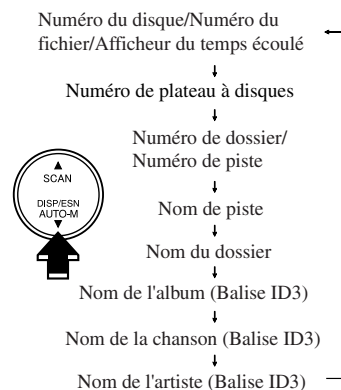 Numéro du disque/Numéro du
fichier/Afficheur du temps écoulé
Numéro de plateau à disques
Numéro de dossier/
Numéro de piste
SCAN
DISP/ESN
AUTO-M
Nom de piste
Nom du dossier
Nom de l'album (Balise ID3)
Nom de la chanson (Balise ID3)
Nom de l'artiste (Balise ID3)